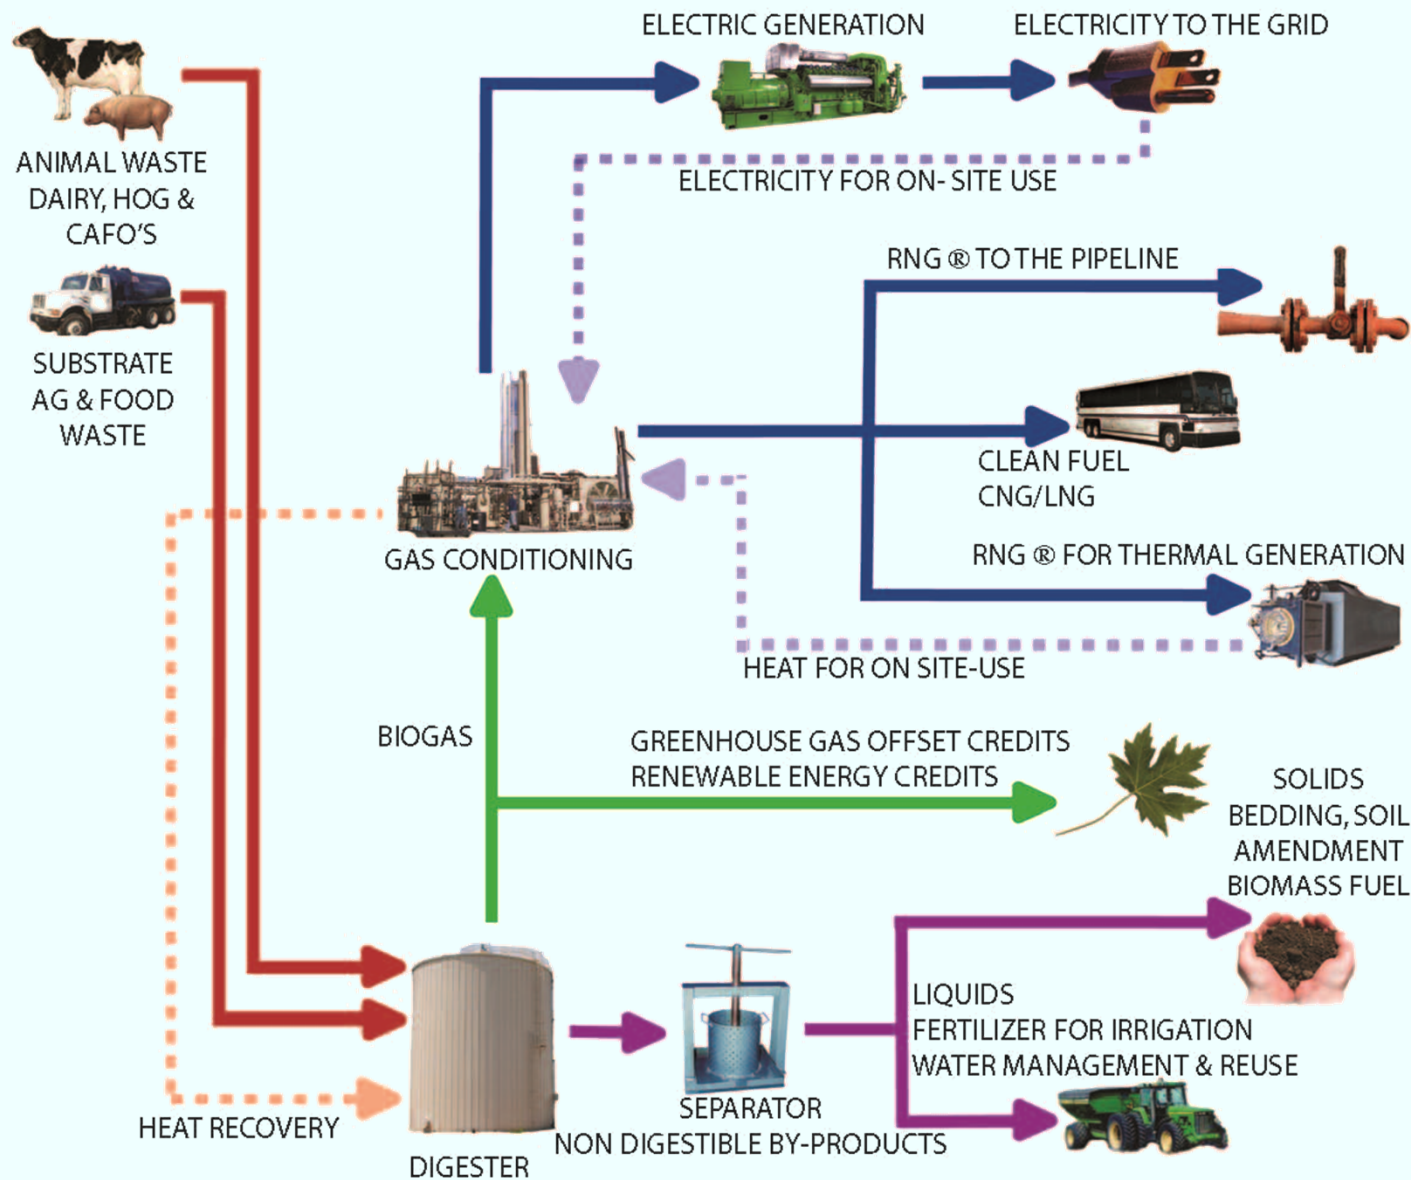 ELECTRIC GENERATION
ELECTRICITY TO THE GRID
ANIMAL WASTE
DAIRY, HOG &
CAFO'S
ELECTRICITY FOR ON- SITE USE
RNG ® TO THE PIPELINE
SUBSTRATE
AG & FOOD
WASTE
CLEAN FUEL
CNG/LNG
GAS CONDITIONING
RNG ® FOR THERMAL GENERATION
HEAT FOR ON SITE-USE
BIOGAS
GREENHOUSE GAS OFFSET CREDITS
RENEWABLE ENERGY CREDITS
SOLIDS
BEDDING, SOIL
AMENDMENT
BIOMASS FUEL
LIQUIDS
FERTILIZER FOR IRRIGATION
WATER MANAGEMENT & REUSE
HEAT RECOVERY
SEPARATOR
NON DIGESTIBLE BY-PRODUCTS
DIGESTER